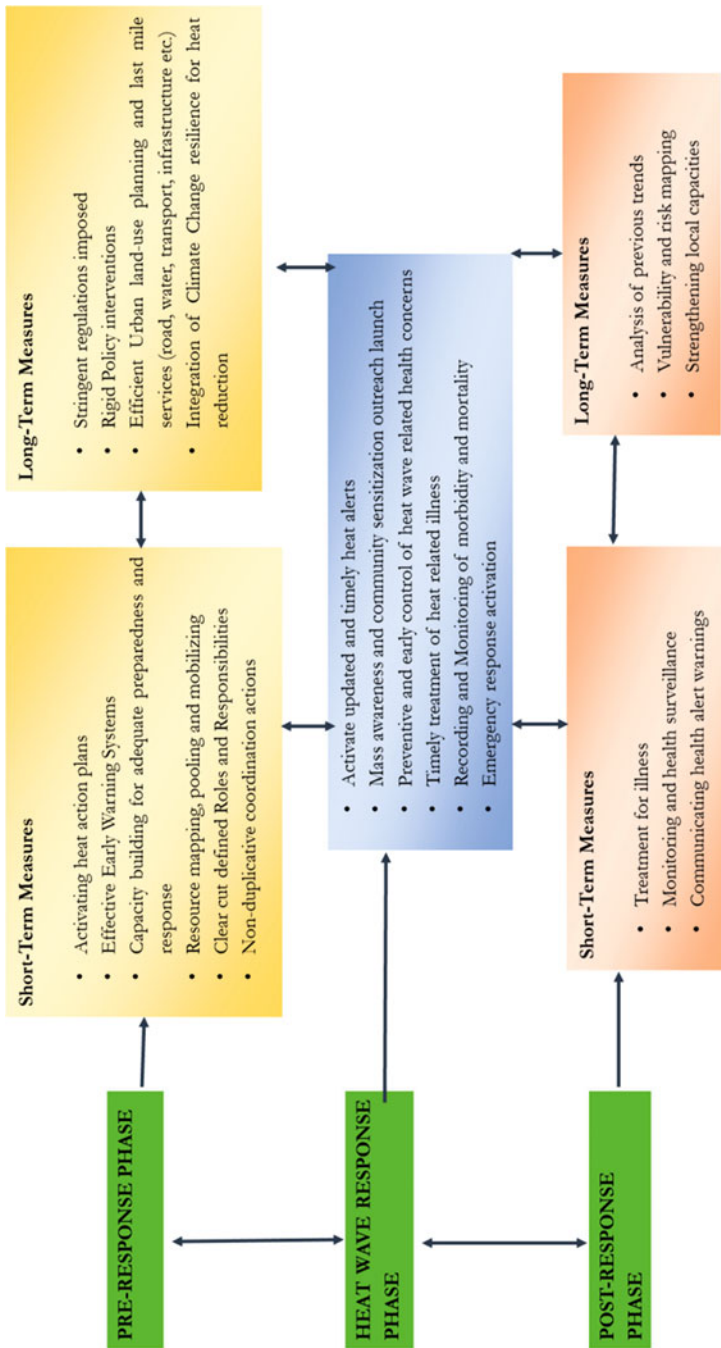 PRE-RESPONSE PHASE
Short-Term Measures
• Activating heat action plans
• Effective Early Warning Systems
• Capacity building for adequate preparedness and
response
• Resource mapping, pooling and mobilizing
• Clear cut defined Roles and Responsibilities
• Non-duplicative coordination actions
Long-Term Measures
• Stringent regulations imposed
• Rigid Policy interventions
• Efficient Urban land-use planning and last mile
services (road, water, transport, infrastructure etc.)
• Integration of Climate Change resilience for heat
reduction
HEAT WAVE RESPONSE
PHASE
• Activate updated and timely heat alerts
• Mass awareness and community sensitization outreach launch
• Preventive and early control of heat wave related health concerns
• Timely treatment of heat related illness
• Recording and Monitoring of morbidity and mortality
• Emergency response activation
POST-RESPONSE
PHASE
Short-Term Measures
• Treatment for illness
• Monitoring and health surveillance
• Communicating health alert warnings
Long-Term Measures
• Analysis of previous trends
• Vulnerability and risk mapping
• Strengthening local capacities